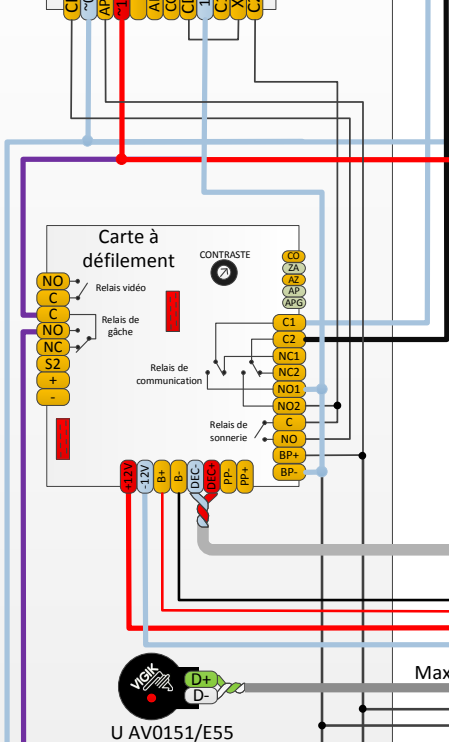 AP
~1
Carte à
défilement
CONTRASTE
CO
ZA
AZ
AP
APG
NO
C
Relais vidéo
C
NO
NC
S2
+
-
Relais de
gâche
C1
C2
NC1
NC2
NO1
NO2
C
NO
BP+
BP-
Relais de
communication
Relais de
sonnerie
+12V
-12V
B+
B-
DEC-
DEC+
PP-
PP+
VIGIK
D+
D-
Max
U AV0151/E55